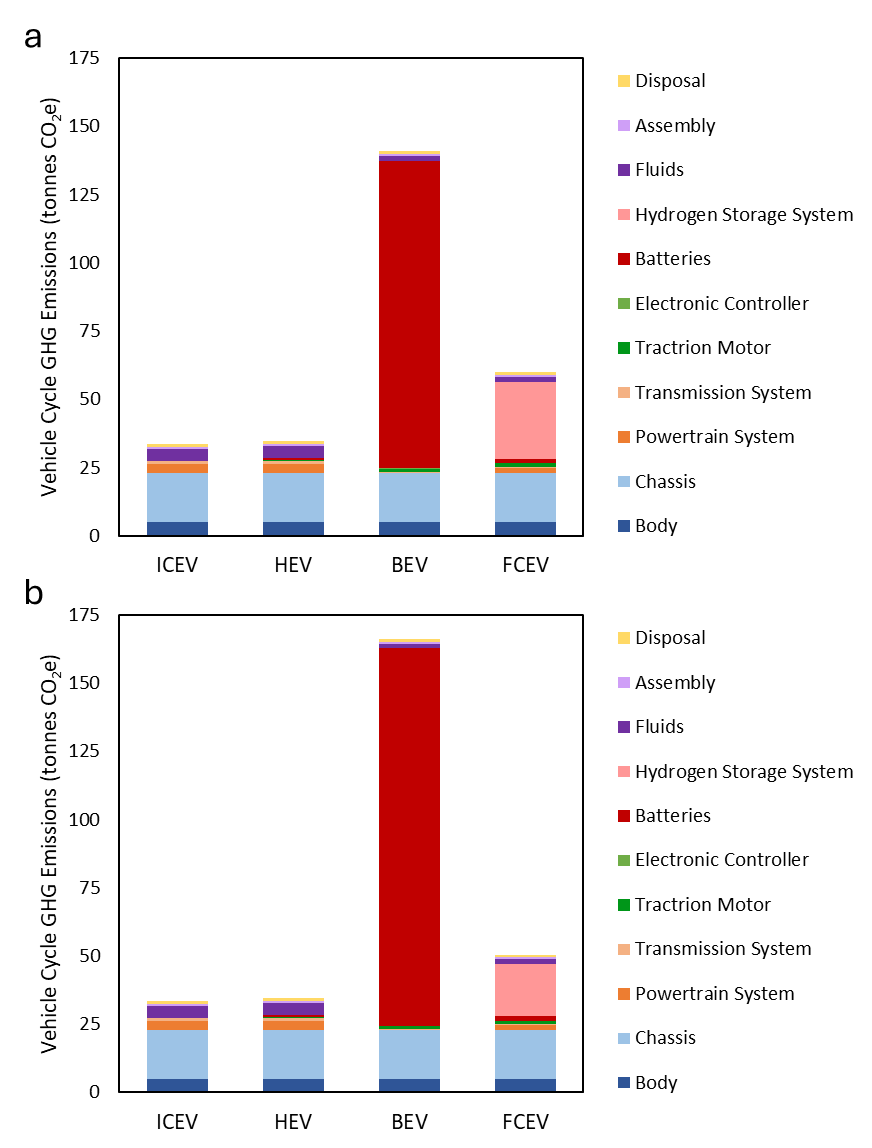 a
175
150
125
100
75
50
25
0
Vehicle Cycle GHG Emissions (tonnes CO₂e)
ICEV HEV BEV FCEV
Disposal
Assembly
Fluids
Hydrogen Storage System
Batteries
Electronic Controller
Tractrion Motor
Transmission System
Powertrain System
Chassis
Body
b
175
150
125
100
75
50
25
0
Vehicle Cycle GHG Emissions (tonnes CO₂e)
ICEV HEV BEV FCEV
Disposal
Assembly
Fluids
Hydrogen Storage System
Batteries
Electronic Controller
Tractrion Motor
Transmission System
Powertrain System
Chassis
Body